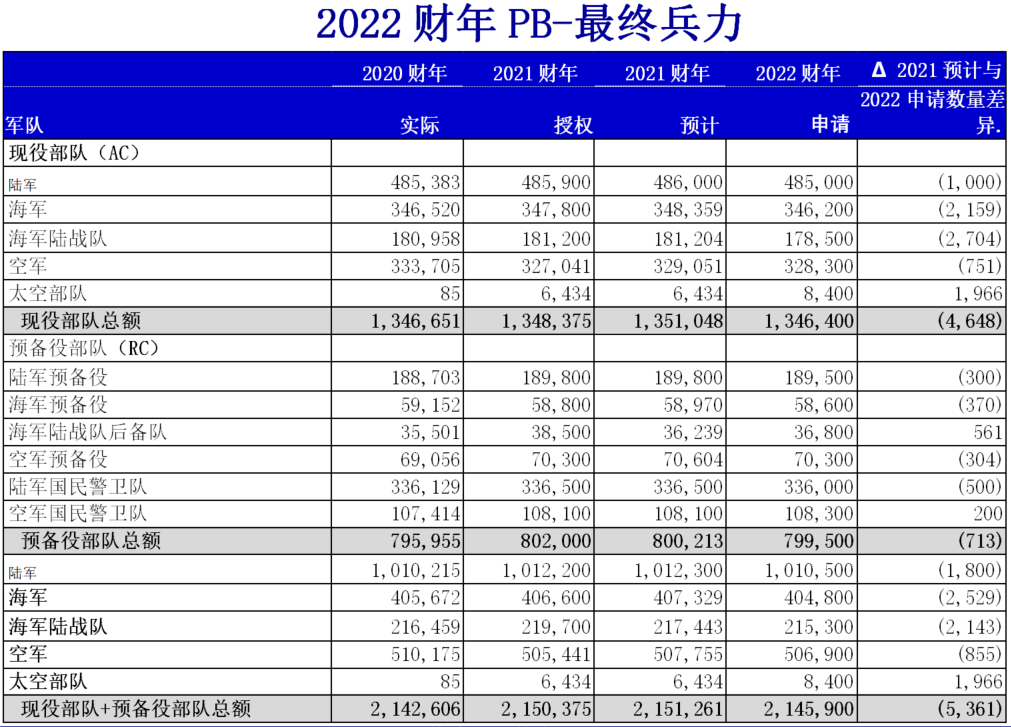 2022 财年 PB-最终兵力
2020 财年 2021 财年 2021 财年 2022 财年 Δ 2021 预计与
2022 申请数量差
军队 实际 授权 预计 申请 异.
现役部队（AC）
陆军 485,383 485,900 486,000 485,000 (1,000)
海军 346,520 347,800 348,359 346,200 (2,159)
海军陆战队 180,958 181,200 181,204 178,500 (2,704)
空军 333,705 327,041 329,051 328,300 (751)
太空部队 85 6,434 6,434 8,400 1,966
现役部队总额 1,346,651 1,348,375 1,351,048 1,346,400 (4,648)
预备役部队（RC）
陆军预备役 188,703 189,800 189,800 189,500 (300)
海军预备役 59,152 58,800 58,970 58,600 (370)
海军陆战队后备队 35,501 38,500 36,239 36,800 561
空军预备役 69,056 70,300 70,604 70,300 (304)
陆军国民警卫队 336,129 336,500 336,500 336,000 (500)
空军国民警卫队 107,414 108,100 108,100 108,300 200
预备役部队总额 795,955 802,000 800,213 799,500 (713)
陆军 1,010,215 1,012,200 1,012,300 1,010,500 (1,800)
海军 405,672 406,600 407,329 404,800 (2,529)
海军陆战队 216,459 219,700 217,443 215,300 (2,143)
空军 510,175 505,441 507,755 506,900 (855)
太空部队 85 6,434 6,434 8,400 1,966
现役部队+预备役部队总额 2,142,606 2,150,375 2,151,261 2,145,900 (5,361)